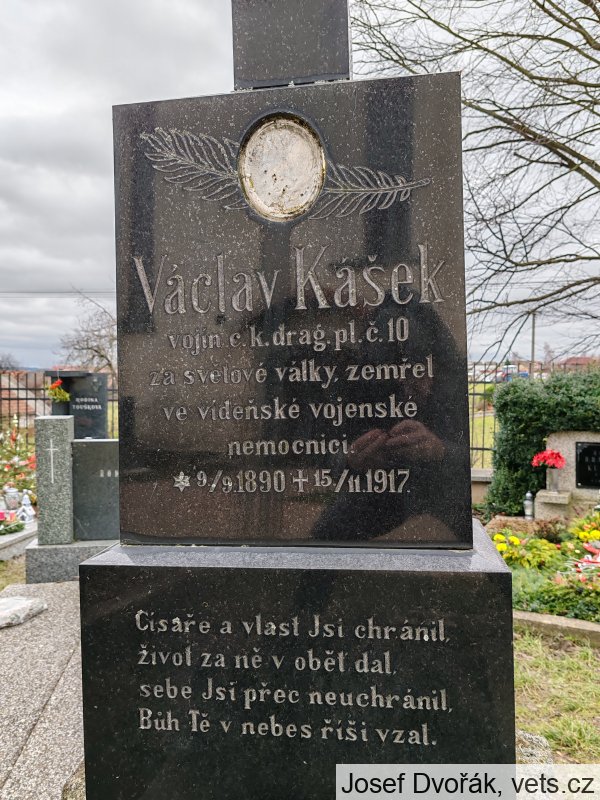 Václav Kášek
vojín c. k. drag. pl. č. 10
za světové války, zemřel
ve vídeňské vojenské
nemocnici.
9/9.1890 + 15/11.1917.
Císaře a vlast Jsi chránil,
život za ně v oběť dal,
sebe Jsi přec neuchránil,
Bůh Tě v nebes říši vzal.
RODINA
TOUŠKOVÁ
Josef Dvořák, vets.cz